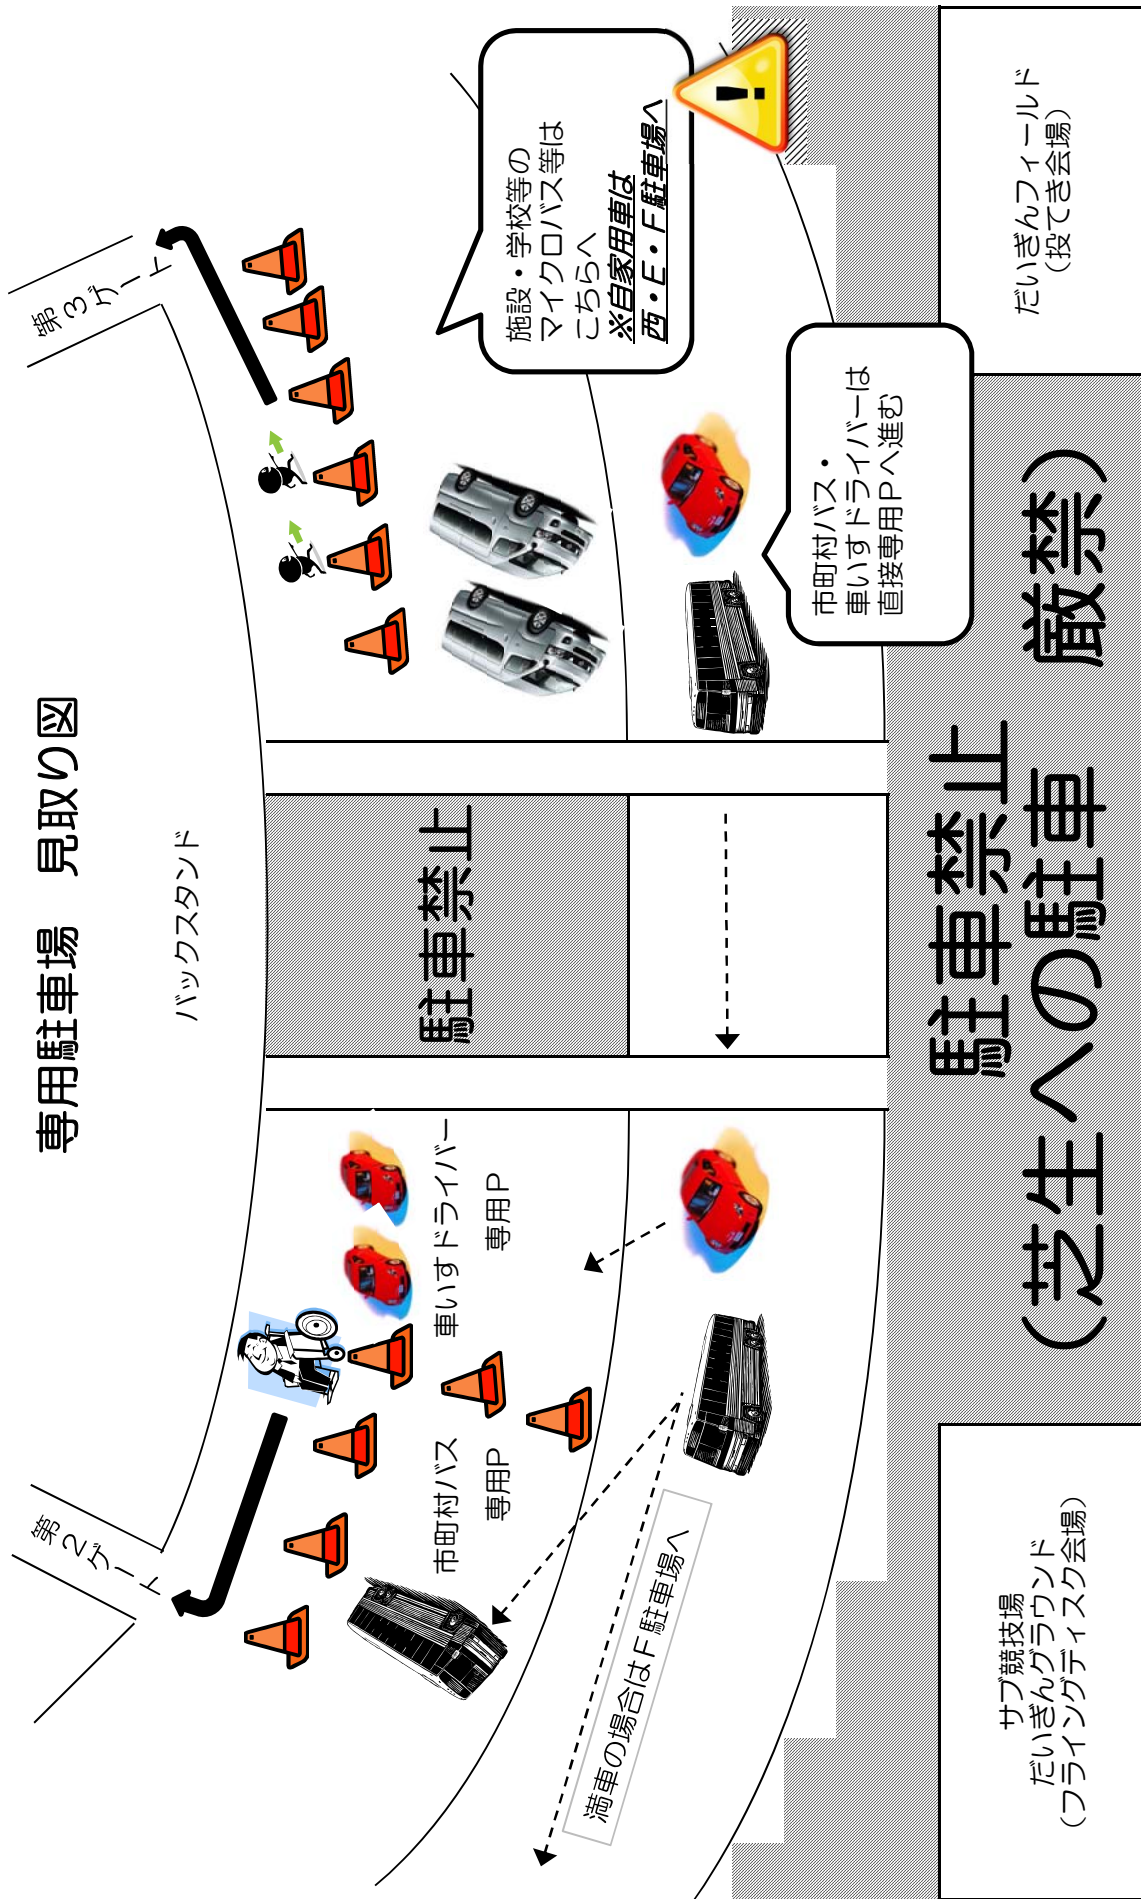 専用駐車場　見取り図
バックスタンド
第２ゲート
第３ゲート
市町村バス
専用Ｐ
車いすドライバー
専用Ｐ
満車の場合はＦ駐車場へ
駐車禁止
施設・学校等の
マイクロバス等は
こちらへ
※自家用車は
西・Ｅ・Ｆ駐車場へ
市町村バス・
車いすドライバーは
直接専用Ｐへ進む
駐車禁止
（芝生への駐車　厳禁）
サブ競技場
だいぎんグラウンド
（フライングディスク会場）
だいぎんフィールド
（投てき会場）